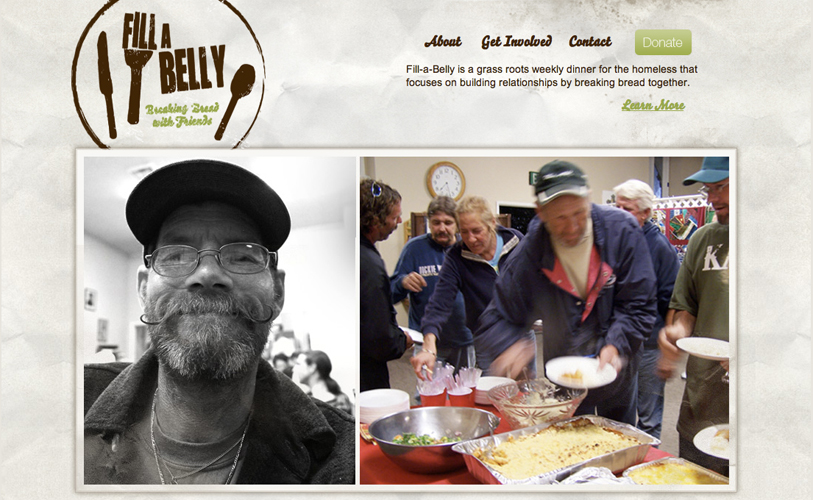 FILL A
BELLY
Breaking Bread
with Friends
About Get Involved Contact Donate
Fill-a-Belly is a grass roots weekly dinner for the homeless that
focuses on building relationships by breaking bread together.
Learn More